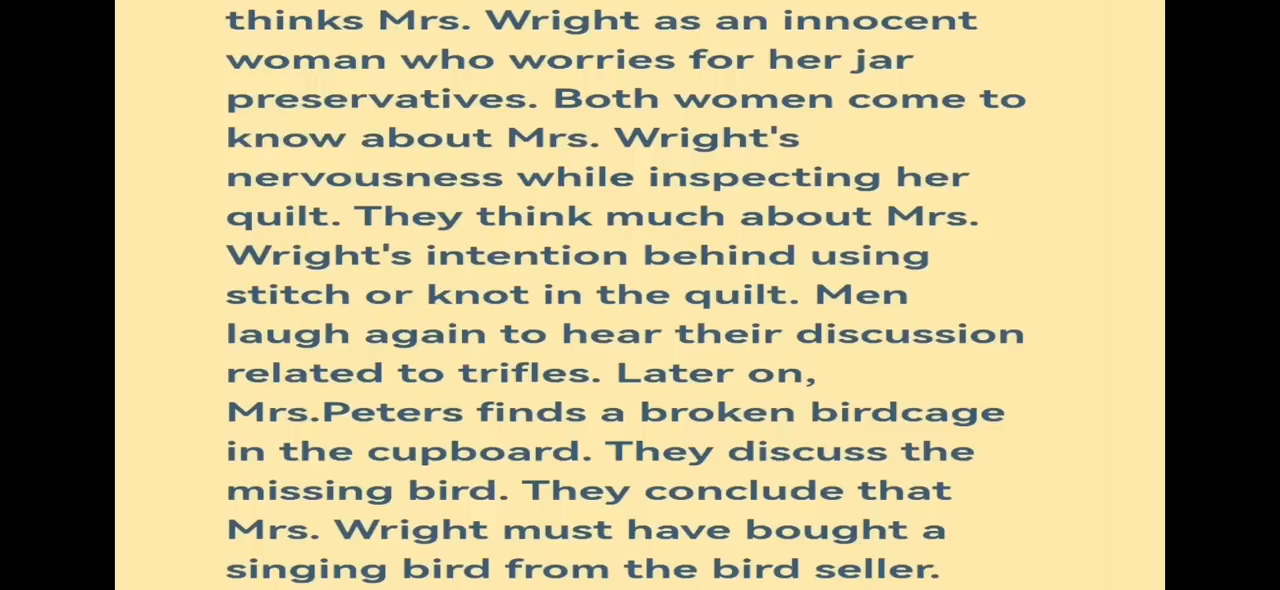 thinks Mrs. Wright as an innocent
woman who worries for her jar
preservatives. Both women come to
know about Mrs. Wright's
nervousness while inspecting her
quilt. They think much about Mrs.
Wright's intention behind using
stitch or knot in the quilt. Men
laugh again to hear their discussion
related to trifles. Later on,
Mrs.Peters finds a broken birdcage
in the cupboard. They discuss the
missing bird. They conclude that
Mrs. Wright must have bought a
singing bird from the bird seller.